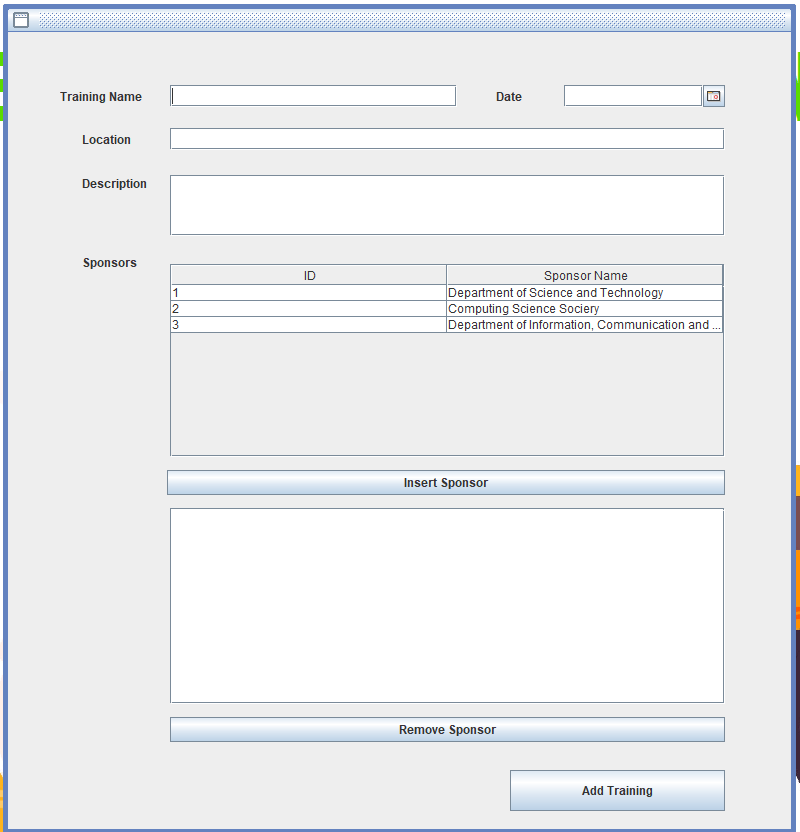 Training Name
Date
Location
Description
Sponsors
ID Sponsor Name
1 Department of Science and Technology
2 Computing Science Sociery
3 Department of Information, Communication and ...
Insert Sponsor
Remove Sponsor
Add Training